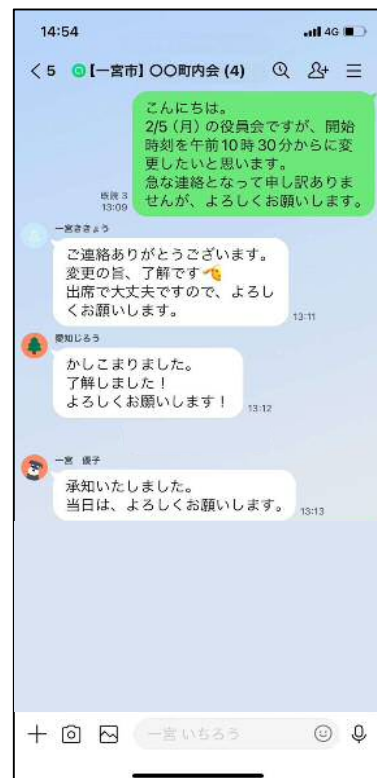 14:54
4G
5 【一宮市】〇〇町内会 (4)
こんにちは。
2/5 (月) の役員会ですが、開始
時刻を午前10時30分からに変
更したいと思います。
急な連絡となって申し訳ありま
せんが、よろしくお願いします。
既読 3
13:09
一宮ききょう
ご連絡ありがとうございます。
変更の旨、了解です🫡
出席で大丈夫ですので、よろし
くお願いします。
13:11
愛知じろう
かしこまりました。
了解しました！
よろしくお願いします！
13:12
一宮 優子
承知いたしました。
当日は、よろしくお願いします。
13:13
一宮 いちろう